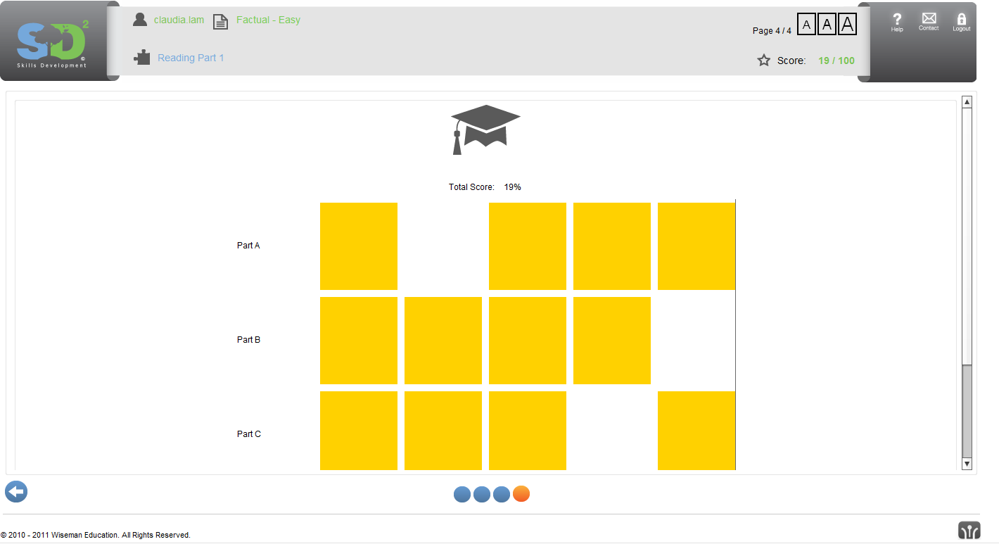 SD2
©
Skills Development
claudia.lam
Factual - Easy
Reading Part 1
Page 4 / 4
A A A
Score: 19 / 100
Help
Contact
Logout
Total Score: 19%
Part A
Part B
Part C
© 2010 - 2011 Wiseman Education. All Rights Reserved.